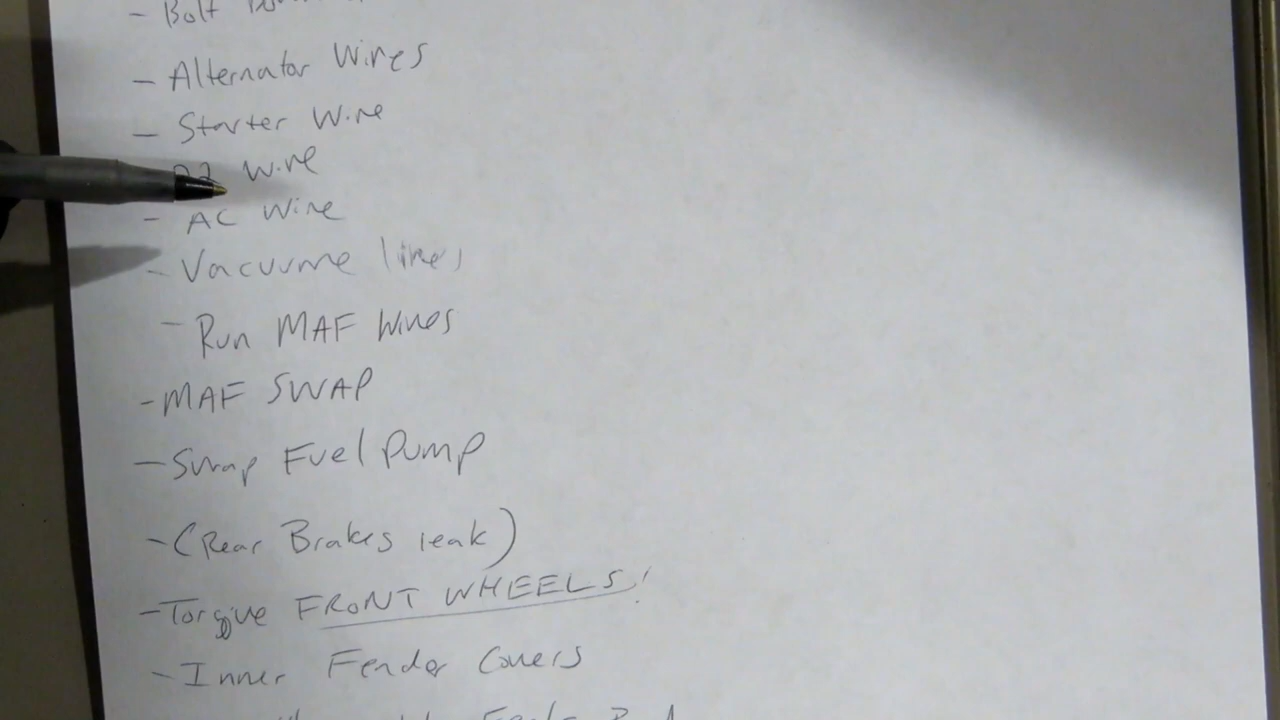 - Bolt
- Alternator Wires
- Starter Wire
Wire
- AC Wire
- Vacuume lines
- Run MAF Wires
- MAF SWAP
- Swap Fuel Pump
- (Rear Brakes leak)
- Torque FRONT WHEELS!
- Inner Fender Covers